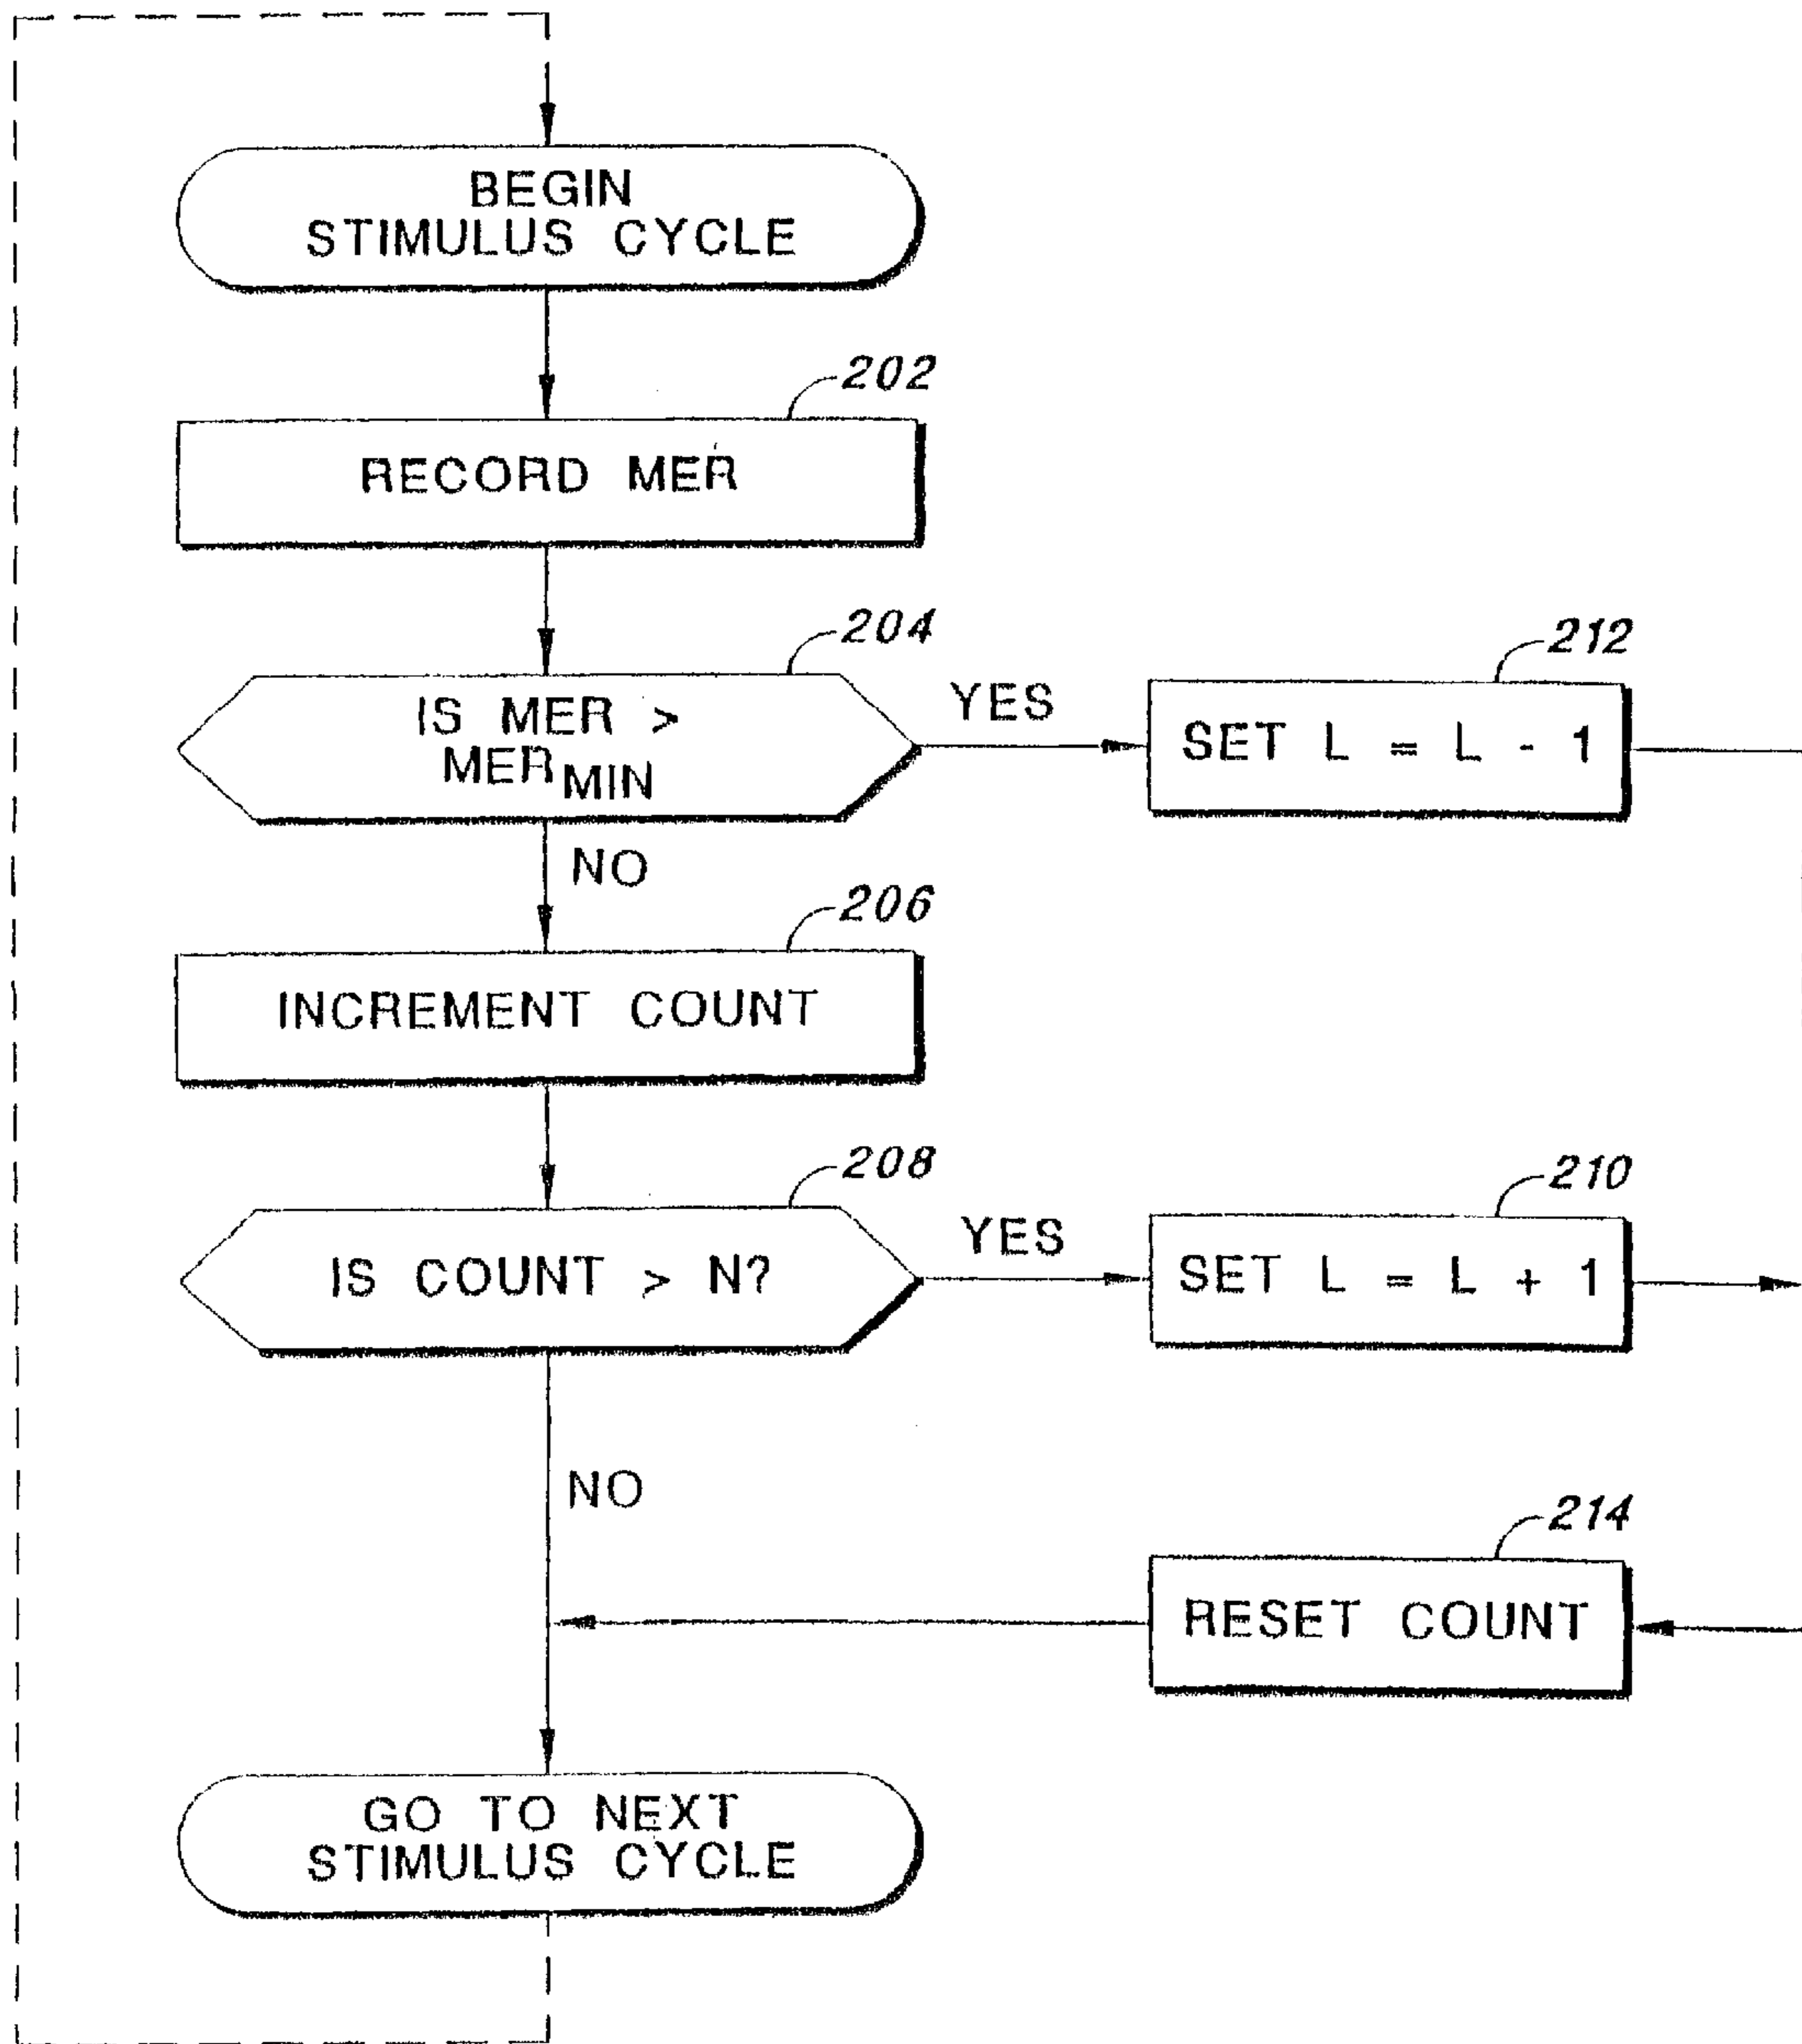 BEGIN
STIMULUS CYCLE
202
RECORD MER
204
IS MER >
MERMIN
YES
212
SET L = L - 1
NO
206
INCREMENT COUNT
208
IS COUNT > N?
YES
210
SET L = L + 1
NO
214
RESET COUNT
GO TO NEXT
STIMULUS CYCLE